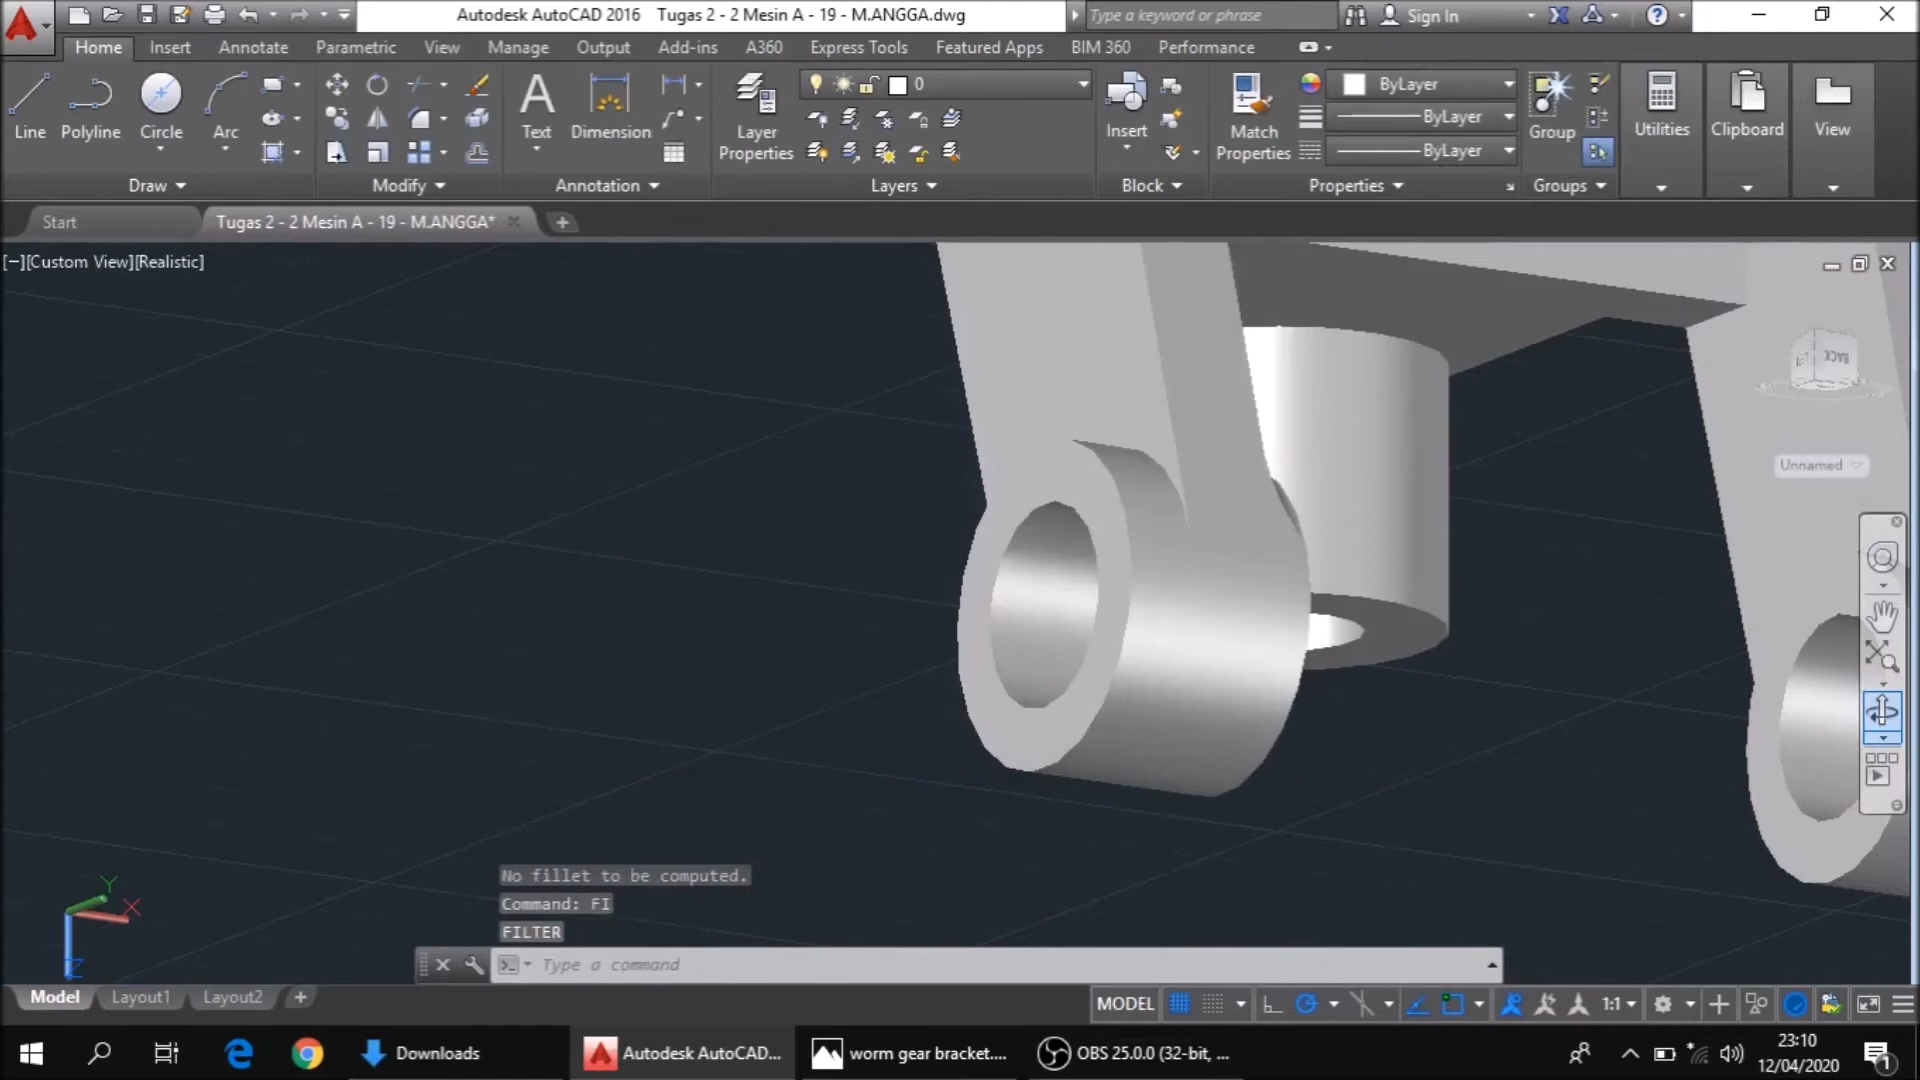 Autodesk AutoCAD 2016 Tugas 2 - 2 Mesin A - 19 - M.ANGGA.dwg
Type a keyword or phrase
Sign In
Home Insert Annotate Parametric View Manage Output Add-ins A360 Express Tools Featured Apps BIM 360 Performance
Line Polyline Circle Arc
Text Dimension
Layer Properties
0
Insert
Match Properties
ByLayer
ByLayer
ByLayer
Group
Utilities Clipboard View
Draw Modify Annotation Layers Block Properties Groups
Start Tugas 2 - 2 Mesin A - 19 - M.ANGGA*
[−][Custom View][Realistic]
BACK
Unnamed
No fillet to be computed.
Command: FI
FILTER
Y
X
Z
Type a command
Model Layout1 Layout2
MODEL 1:1
Downloads
Autodesk AutoCAD...
worm gear bracket....
OBS 25.0.0 (32-bit, ...
23:10
12/04/2020
1